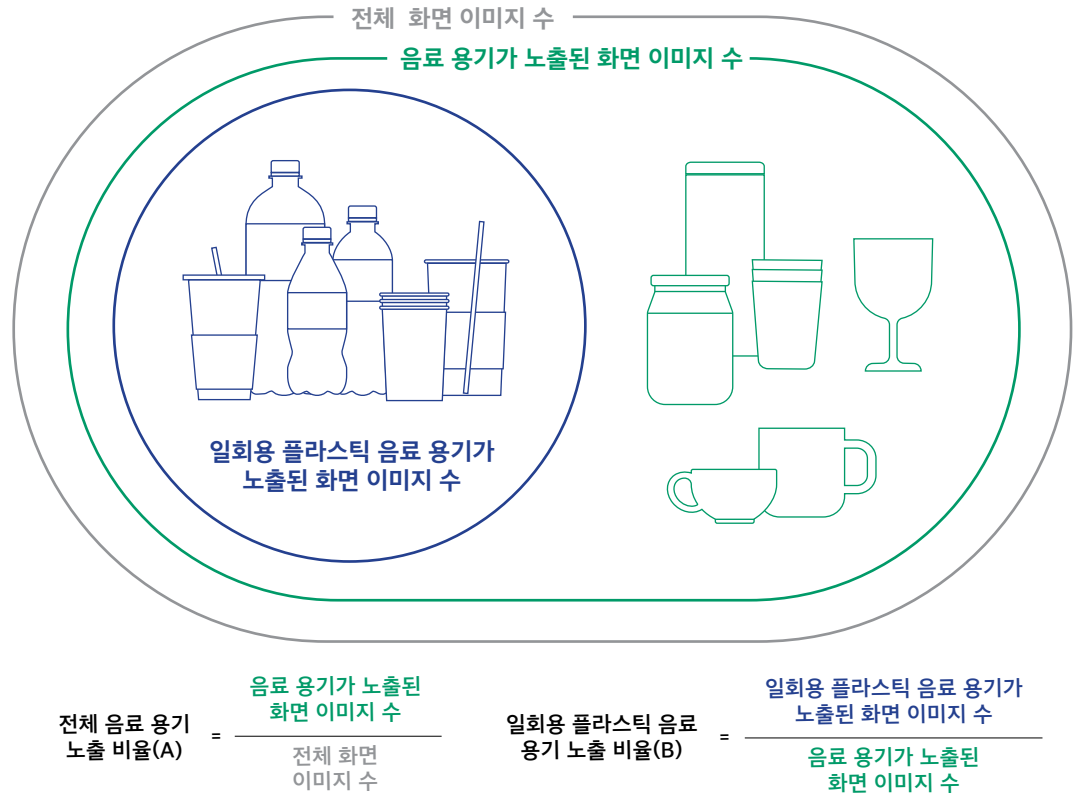 전체 화면 이미지 수
음료 용기가 노출된 화면 이미지 수
일회용 플라스틱 음료 용기가
노출된 화면 이미지 수
전체 음료 용기
노출 비율(A)
=
음료 용기가 노출된
화면 이미지 수
전체 화면
이미지 수
일회용 플라스틱 음료
용기 노출 비율(B)
=
일회용 플라스틱 음료 용기가
노출된 화면 이미지 수
음료 용기가 노출된
화면 이미지 수